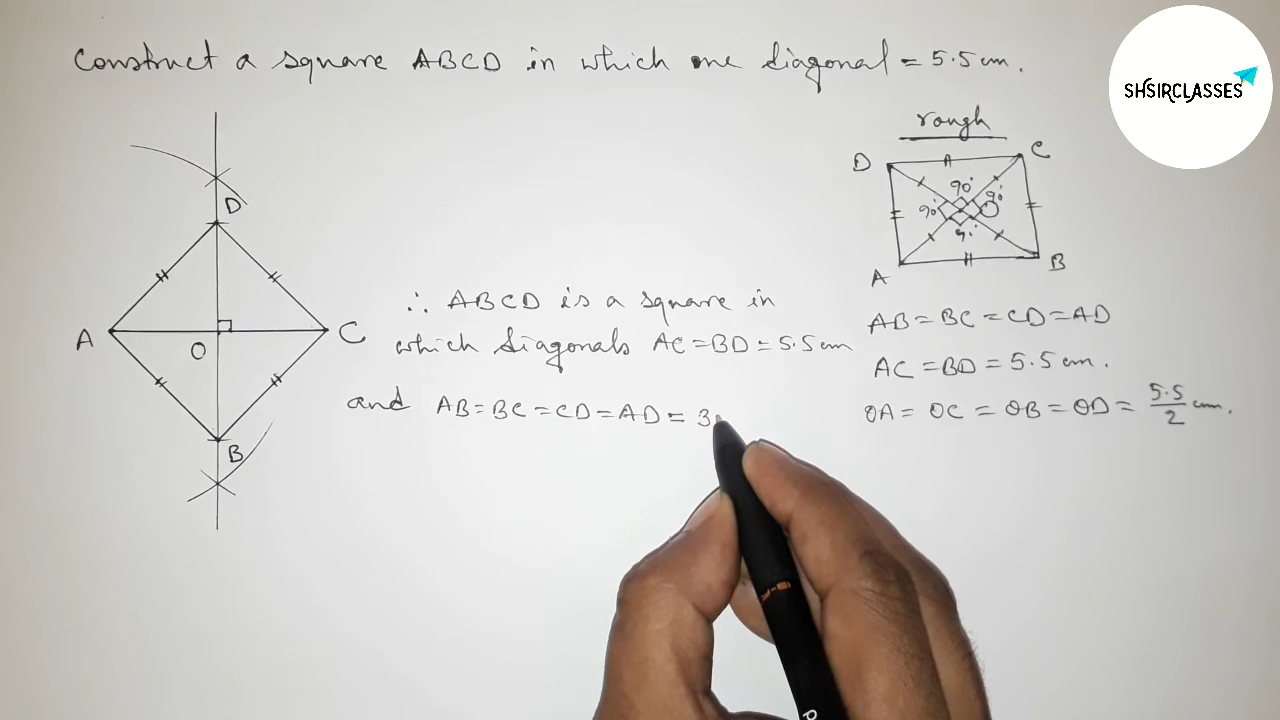 Construct a square ABCD in which one diagonal = 5.5 cm.
SHSIRCLASSES
rough
D C
90°
90° 90°
90°
A B
D
A O C
B
∴ ABCD is a square in
which diagonals AC = BD = 5.5 cm
and AB = BC = CD = AD = 3
AB = BC = CD = AD
AC = BD = 5.5 cm.
OA = OC = OB = OD = 5.5/2 cm.